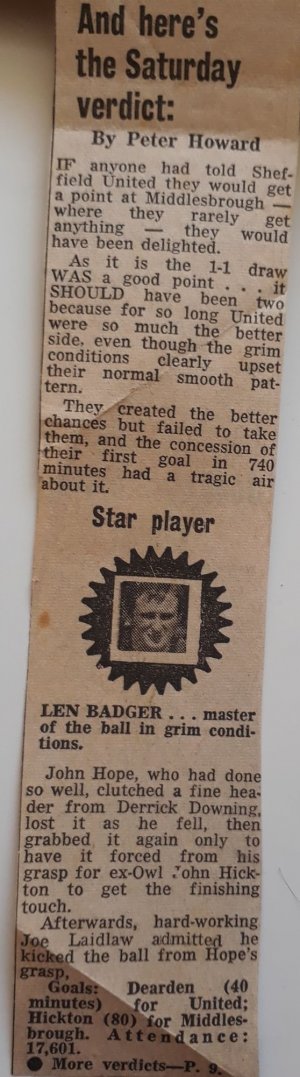 And here's
the Saturday
verdict:
By Peter Howard
IF anyone had told Shef-
field United they would get
a point at Middlesbrough —
where they rarely get
anything — they would
have been delighted.
As it is the 1-1 draw
WAS a good point . . . it
SHOULD have been two
because for so long United
were so much the better
side, even though the grim
conditions clearly upset
their normal smooth pat-
tern.
They created the better
chances but failed to take
them, and the concession of
their first goal in 740
minutes had a tragic air
about it.
Star player
LEN BADGER . . . master
of the ball in grim condi-
tions.
John Hope, who had done
so well, clutched a fine hea-
der from Derrick Downing,
lost it as he fell, then
grabbed it again only to
have it forced from his
grasp for ex-Owl John Hick-
ton to get the finishing
touch.
Afterwards, hard-working
Joe Laidlaw admitted he
kicked the ball from Hope's
grasp,
Goals: Dearden (40
minutes) for United;
Hickton (80) for Middles-
brough. Attendance:
17,601.
● More verdicts—P. 9.